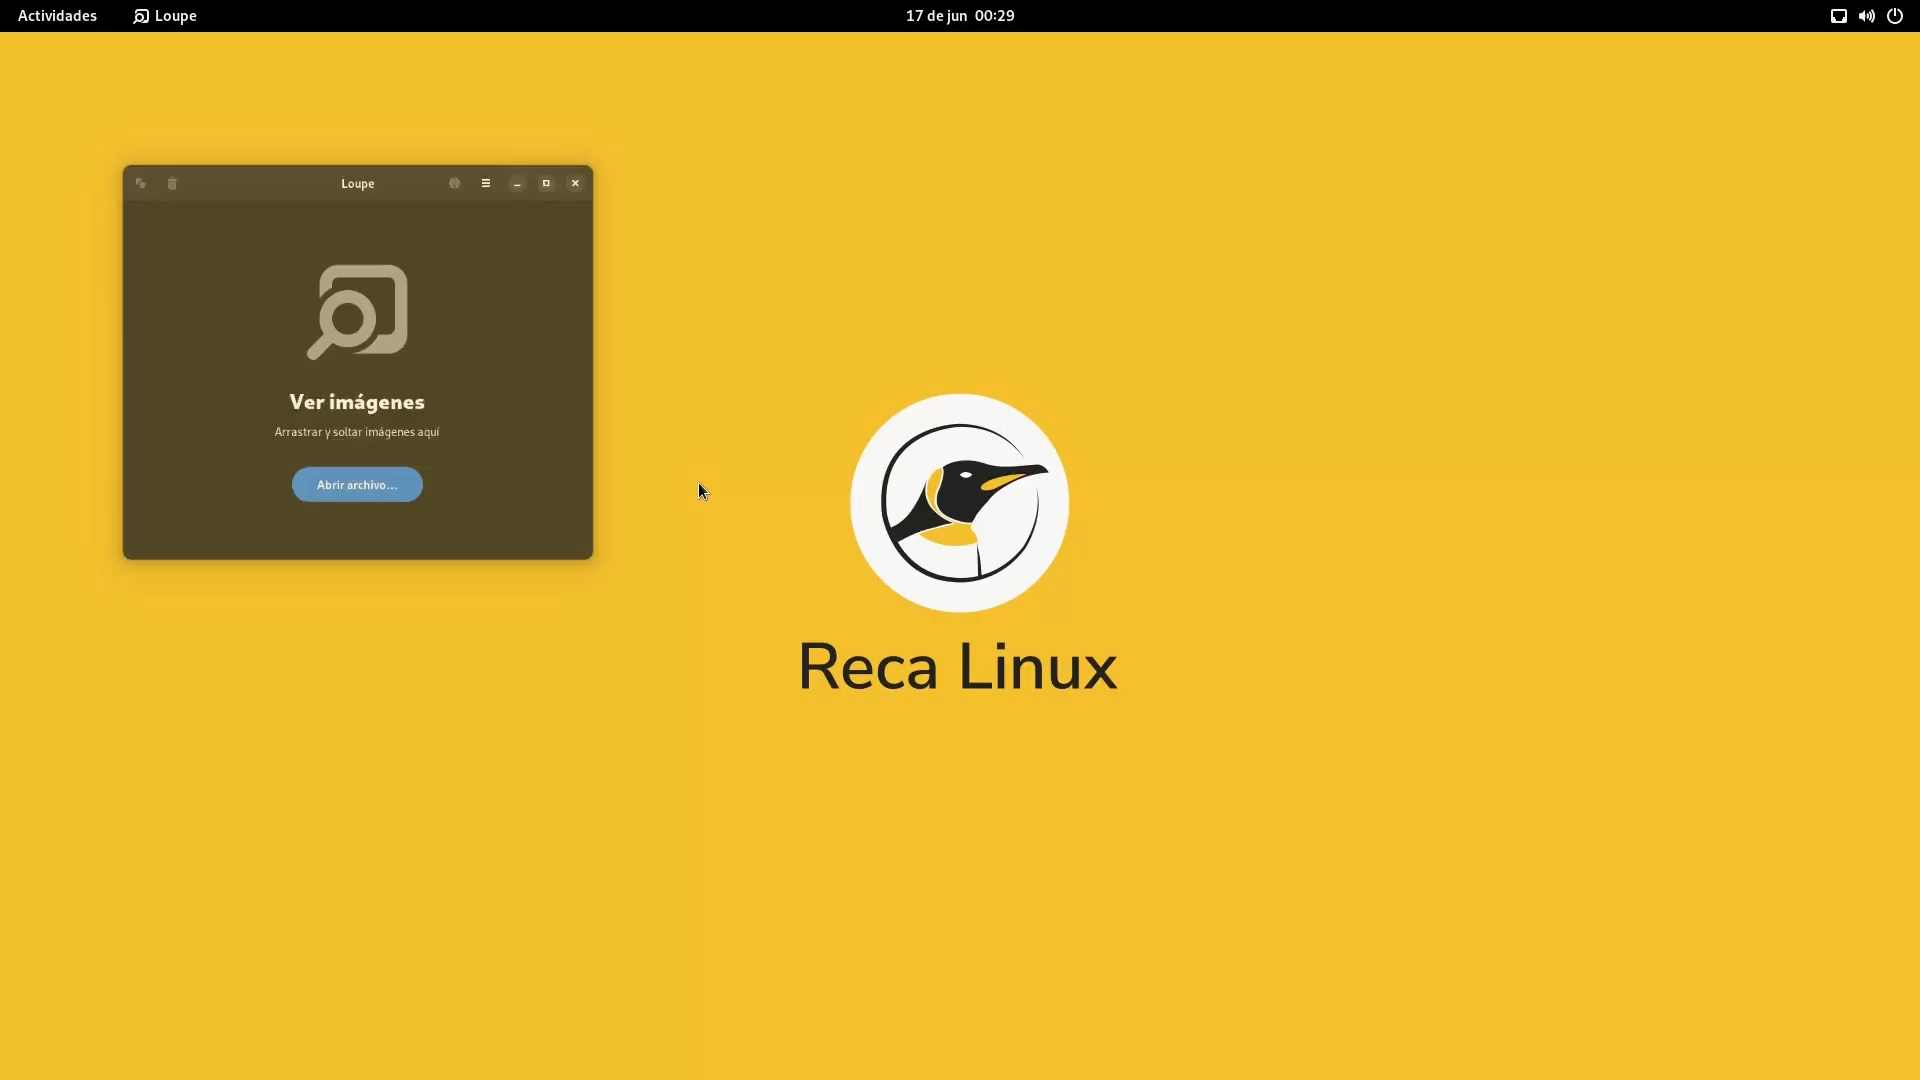 Actividades Loupe 17 de jun 00:29
Loupe
Ver imágenes
Arrastrar y soltar imágenes aquí
Abrir archivo...
Reca Linux